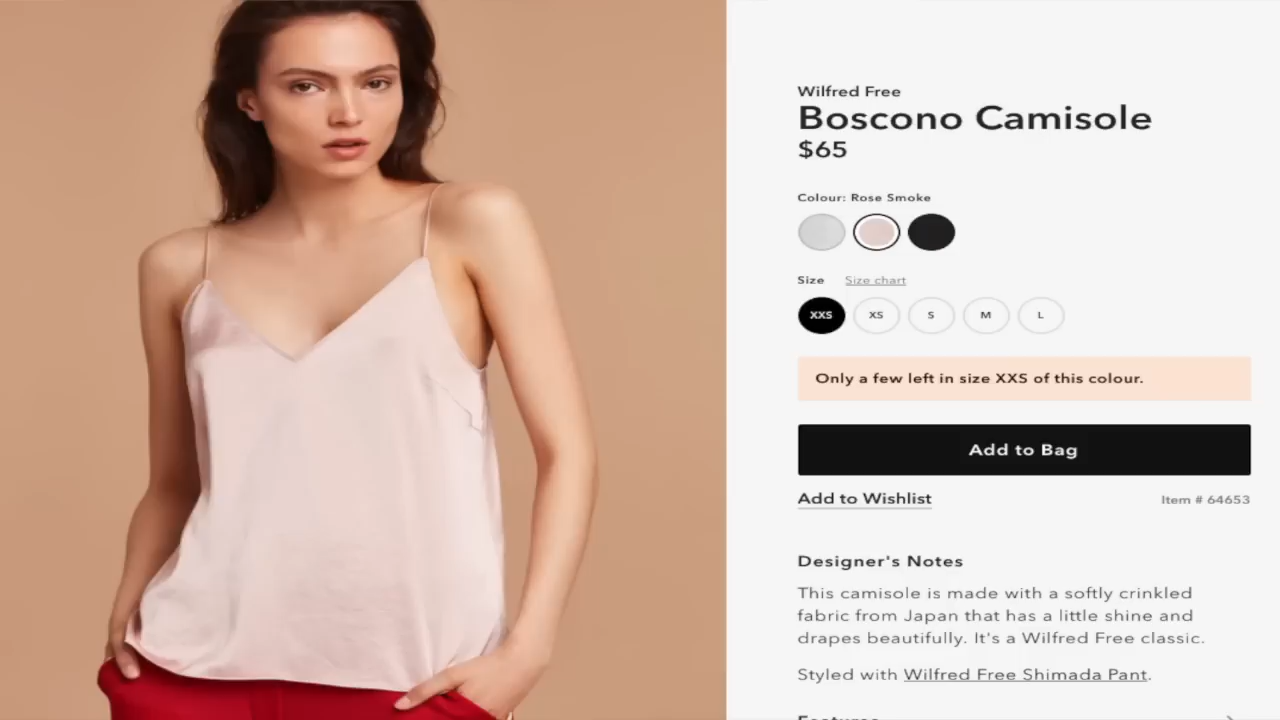 Wilfred Free
Boscono Camisole
$65
Colour: Rose Smoke
Size Size chart
XXS XS S M L
Only a few left in size XXS of this colour.
Add to Bag
Add to Wishlist Item # 64653
Designer's Notes
This camisole is made with a softly crinkled
fabric from Japan that has a little shine and
drapes beautifully. It's a Wilfred Free classic.
Styled with Wilfred Free Shimada Pant.
Features